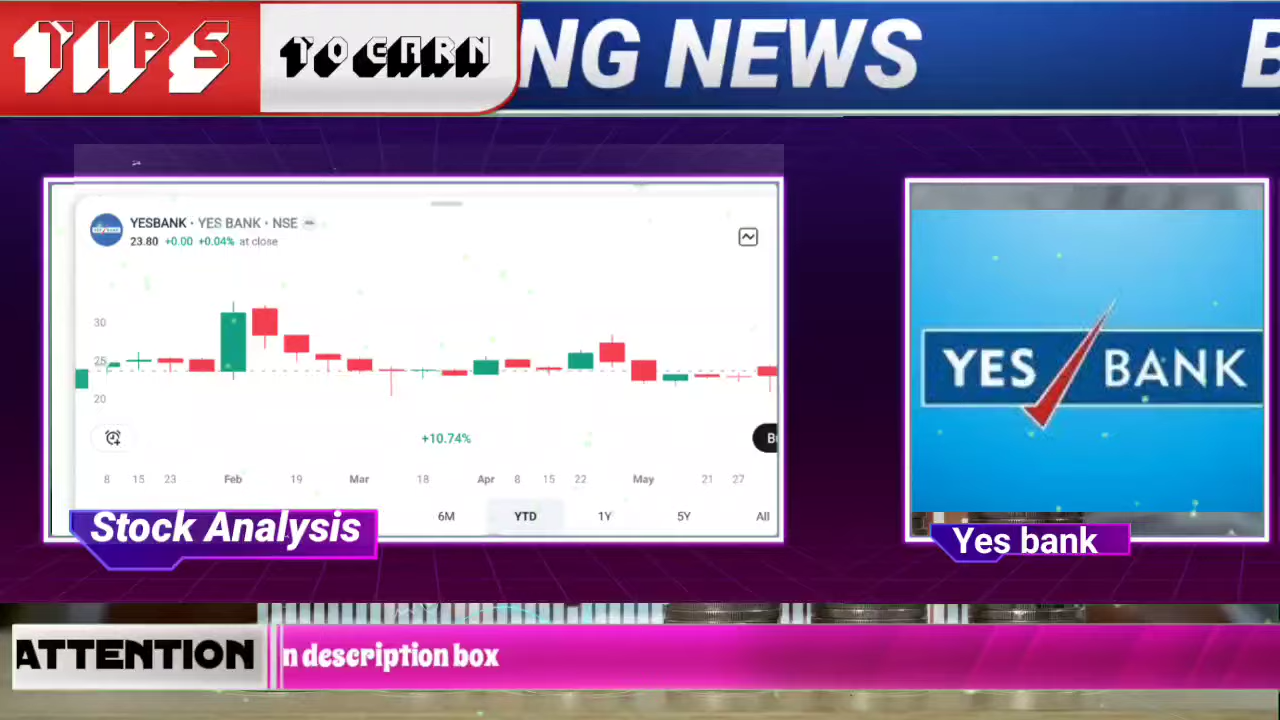 TIPS
TO EARN
NG NEWS
B
YESBANK · YES BANK · NSE
23.80 +0.00 +0.04% at close
30
25
20
+10.74%
8 15 23 Feb 19 Mar 18 Apr 8 15 22 May 21 27
6M YTD 1Y 5Y All
Stock Analysis
YES BANK
Yes bank
ATTENTION
n description box